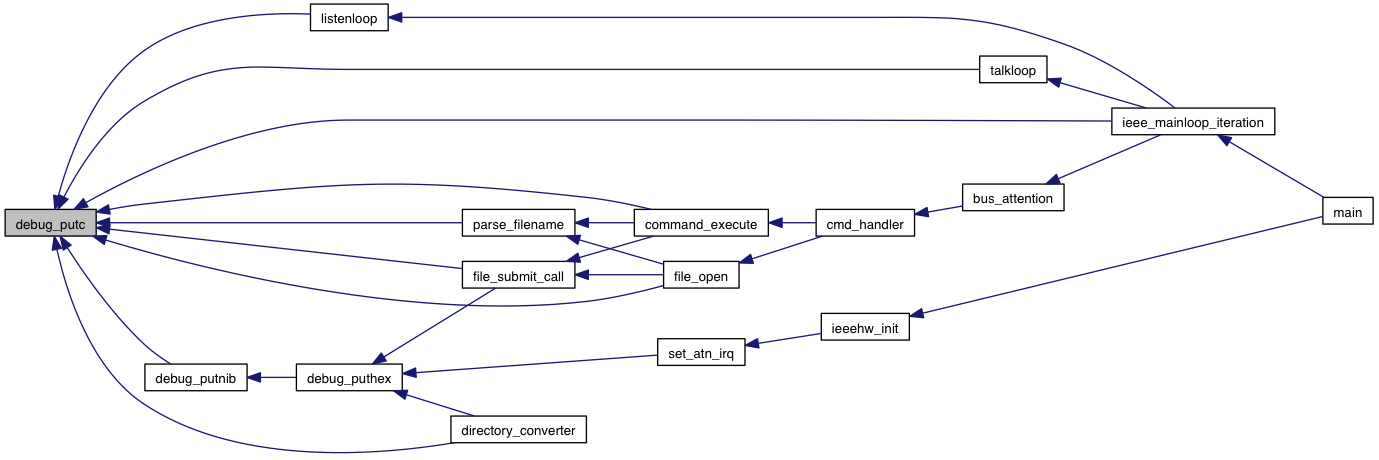 listenloop
talkloop
ieee_mainloop_iteration
bus_attention
main
debug_putc
parse_filename
command_execute
cmd_handler
file_submit_call
file_open
ieeehw_init
set_atn_irq
debug_putnib
debug_puthex
directory_converter